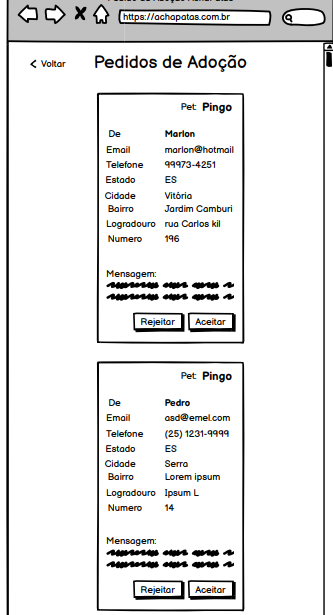 https://achapatas.com.br
< Voltar
Pedidos de Adoção
Pet: Pingo
De Marlon
Email marlon@hotmail
Telefone 99973-4251
Estado ES
Cidade Vitória
Bairro Jardim Camburi
Logradouro rua Carlos kil
Numero 196
Mensagem:
Rejeitar Aceitar
Pet: Pingo
De Pedro
Email asd@emel.com
Telefone (25) 1231-9999
Estado ES
Cidade Serra
Bairro Lorem ipsum
Logradouro Ipsum L
Numero 14
Mensagem:
Rejeitar Aceitar